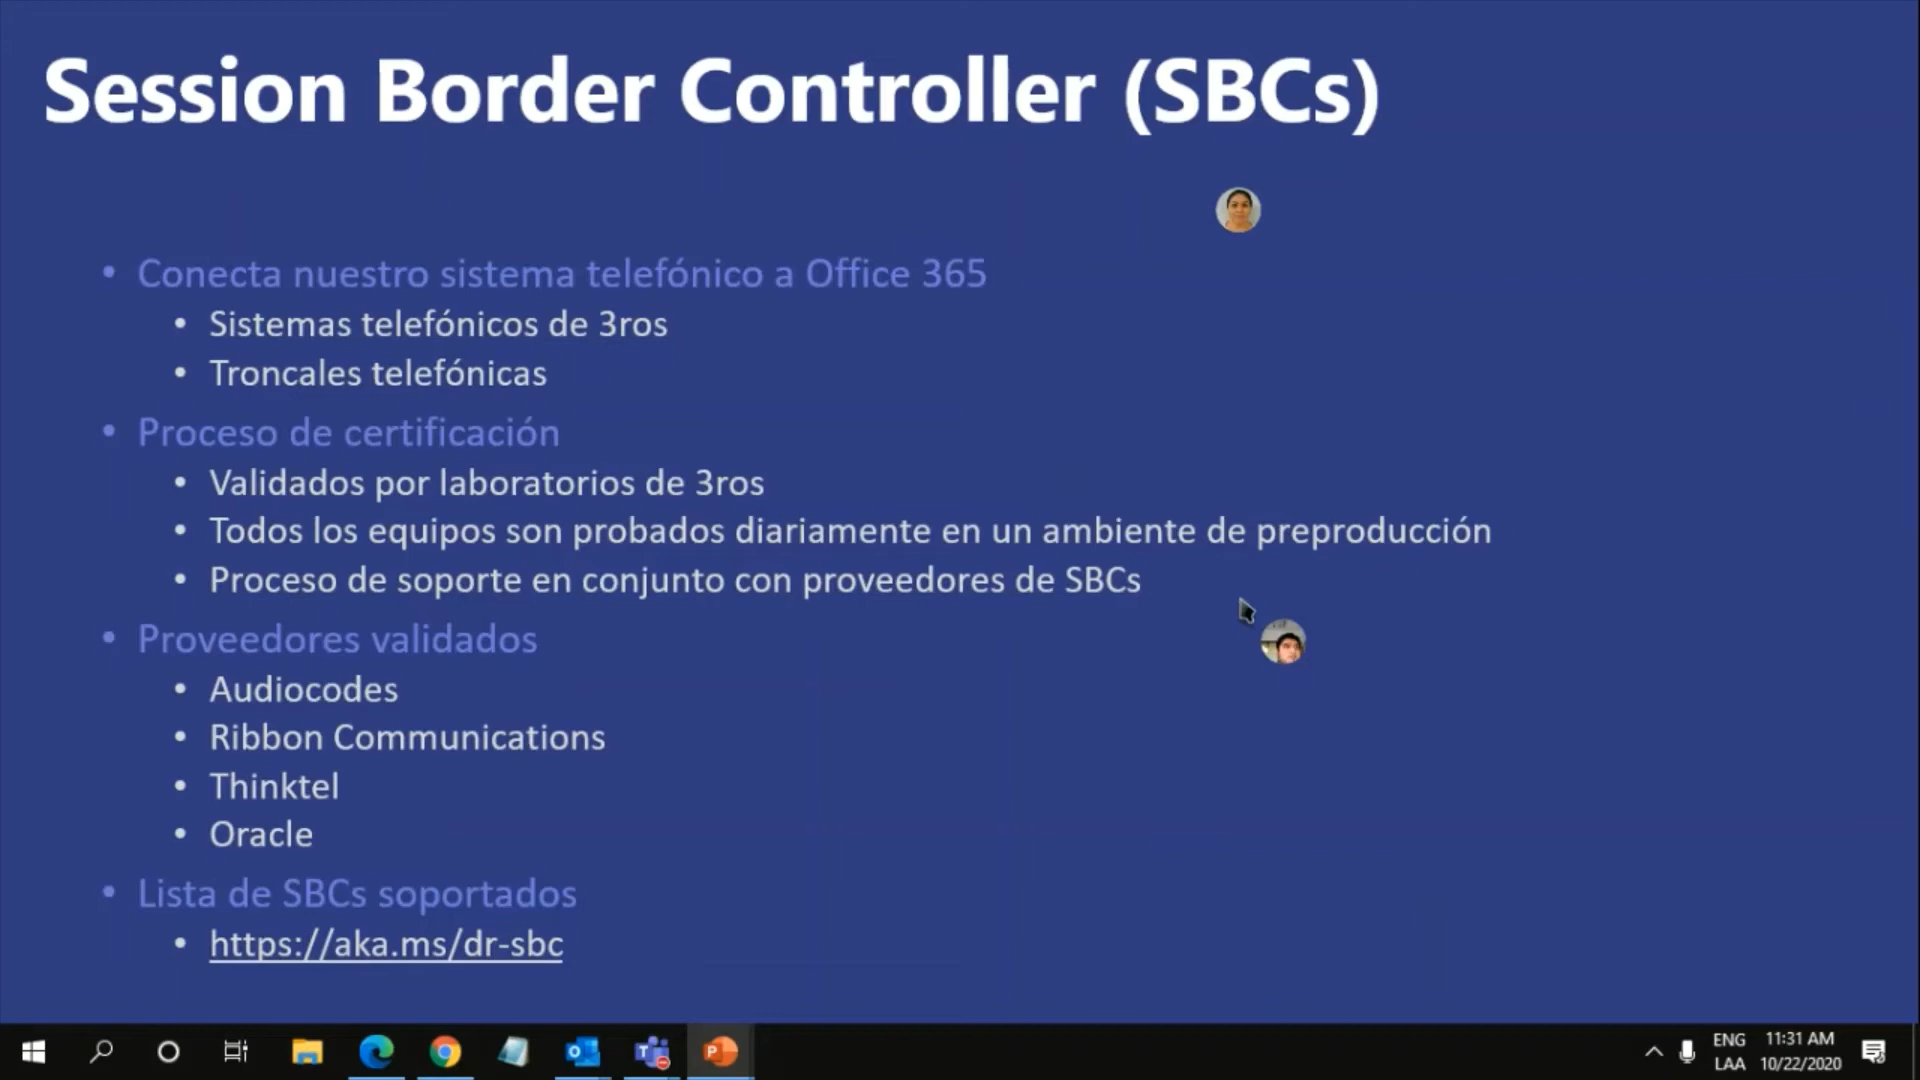 Session Border Controller (SBCs)
• Conecta nuestro sistema telefónico a Office 365
• Sistemas telefónicos de 3ros
• Troncales telefónicas
• Proceso de certificación
• Validados por laboratorios de 3ros
• Todos los equipos son probados diariamente en un ambiente de preproducción
• Proceso de soporte en conjunto con proveedores de SBCs
• Proveedores validados
• Audiocodes
• Ribbon Communications
• Thinktel
• Oracle
• Lista de SBCs soportados
• https://aka.ms/dr-sbc
ENG 11:31 AM
LAA 10/22/2020